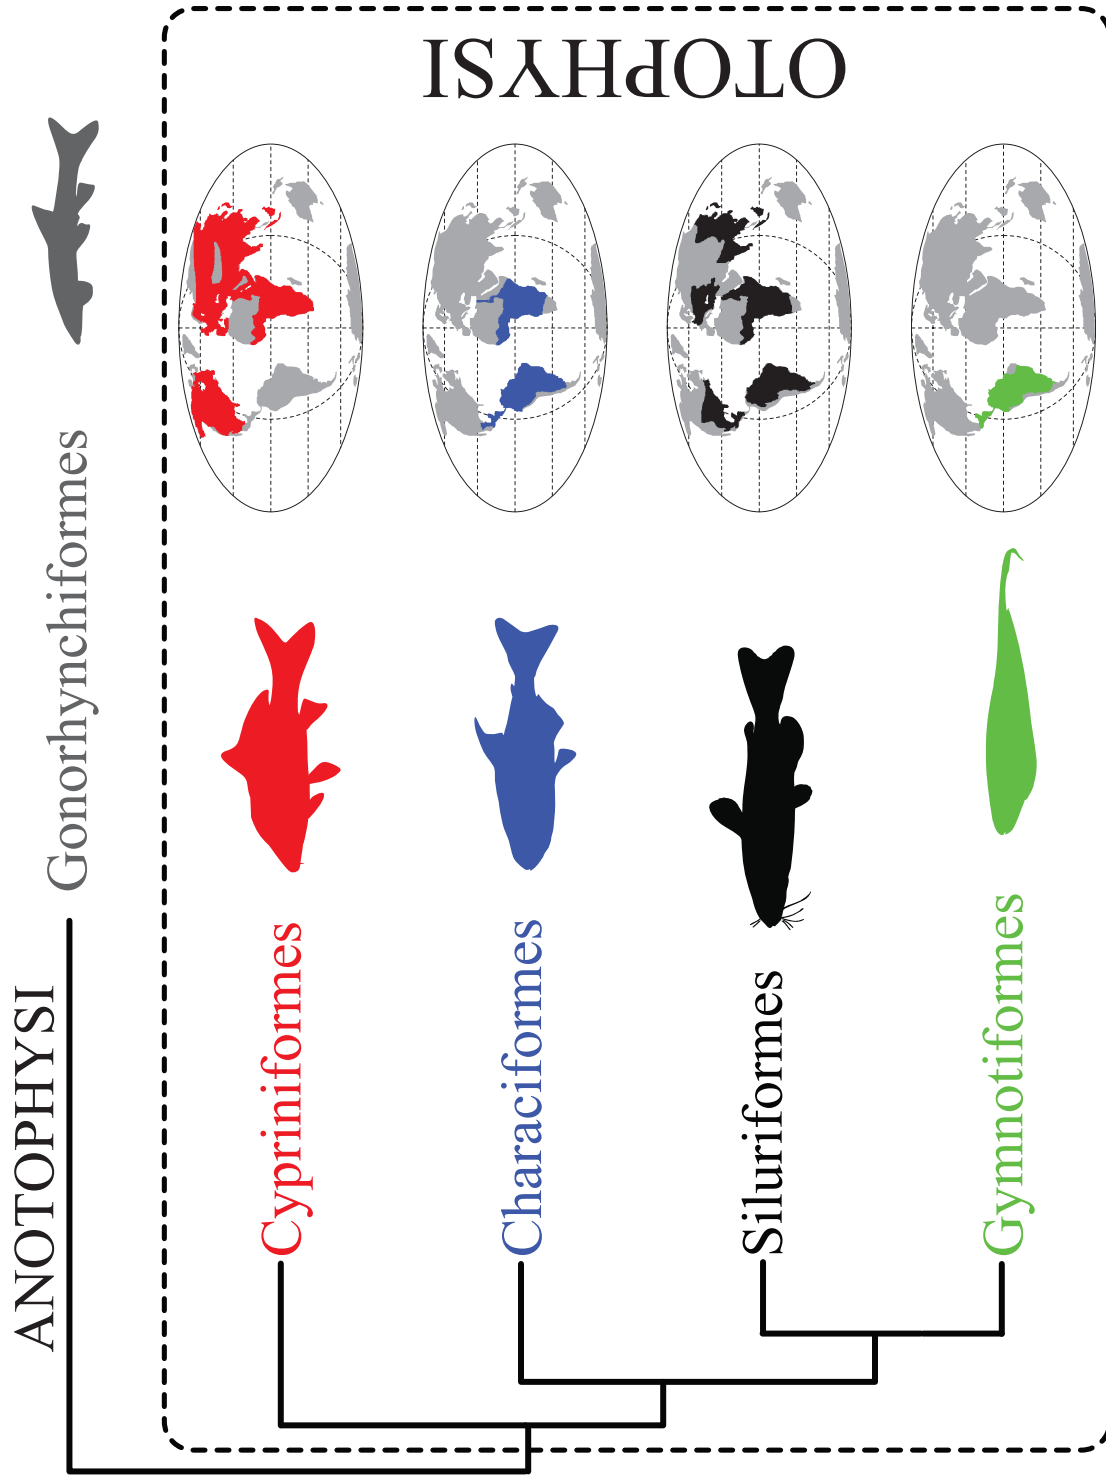 ANOTOPHYSI
Gonorhynchiformes
OTOPHYSI
Cypriniformes
Characiformes
Siluriformes
Gymnotiformes